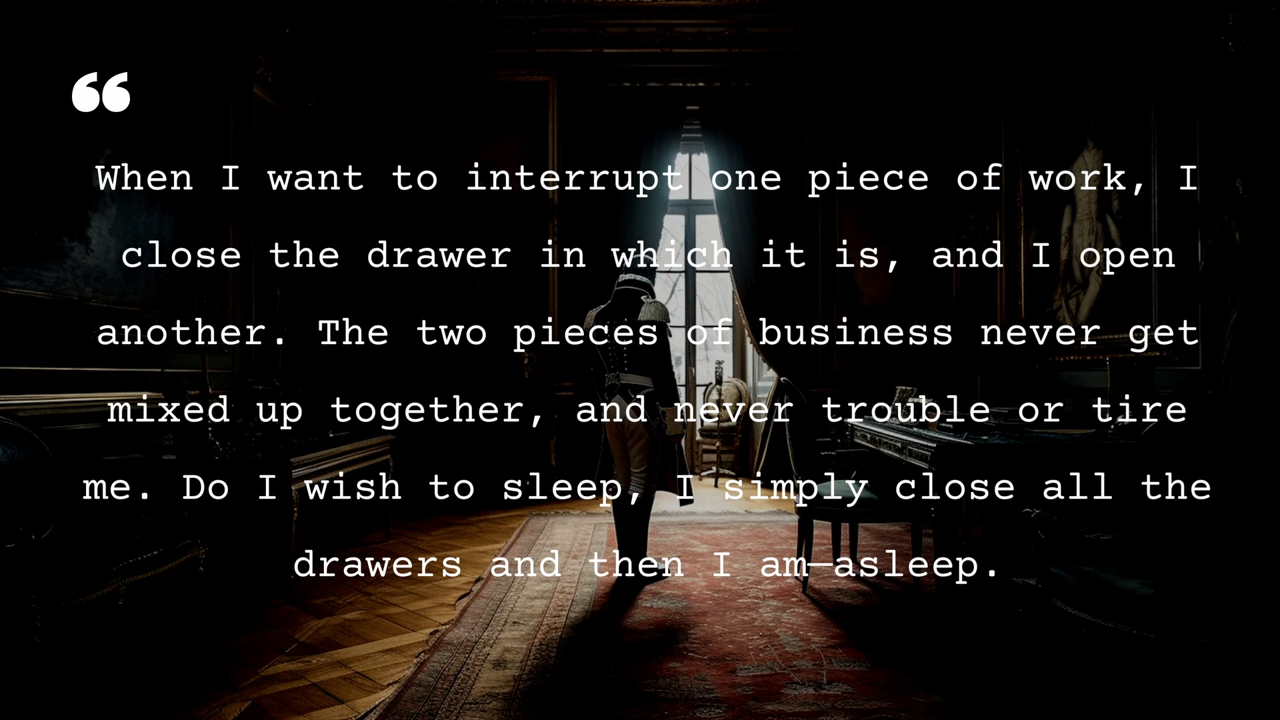 “
When I want to interrupt one piece of work, I
close the drawer in which it is, and I open
another. The two pieces of business never get
mixed up together, and never trouble or tire
me. Do I wish to sleep, I simply close all the
drawers and then I am—asleep.